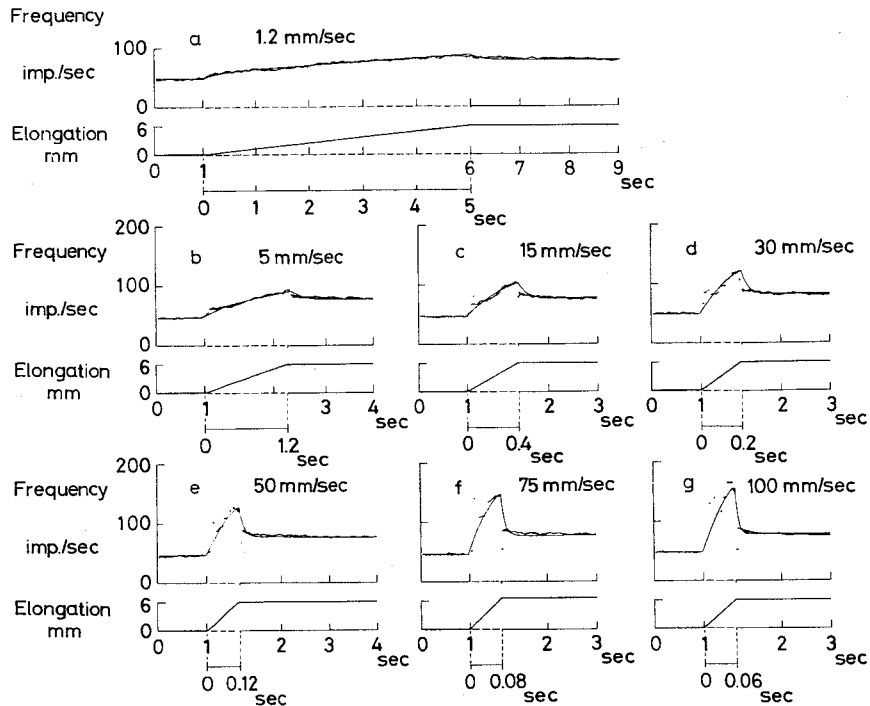 Frequency
a 1.2 mm/sec
100
imp./sec
0
Elongation
mm
6
0
0 1 6 7 8 9
sec
0 1 2 3 4 5
sec
Frequency
200
b 5 mm/sec
c 15 mm/sec
d 30 mm/sec
100
imp./sec
0
Elongation
mm
6
0
0 1 3 4
sec
0 1.2
sec
0 1 2 3
sec
0 0.4
sec
0 1 2 3
sec
0 0.2
sec
Frequency
200
e 50 mm/sec
f 75 mm/sec
g 100 mm/sec
100
imp./sec
0
Elongation
mm
6
0
0 1 2 3 4
sec
0 0.12
sec
0 1 2 3
sec
0 0.08
sec
0 1 2 3
sec
0 0.06
sec